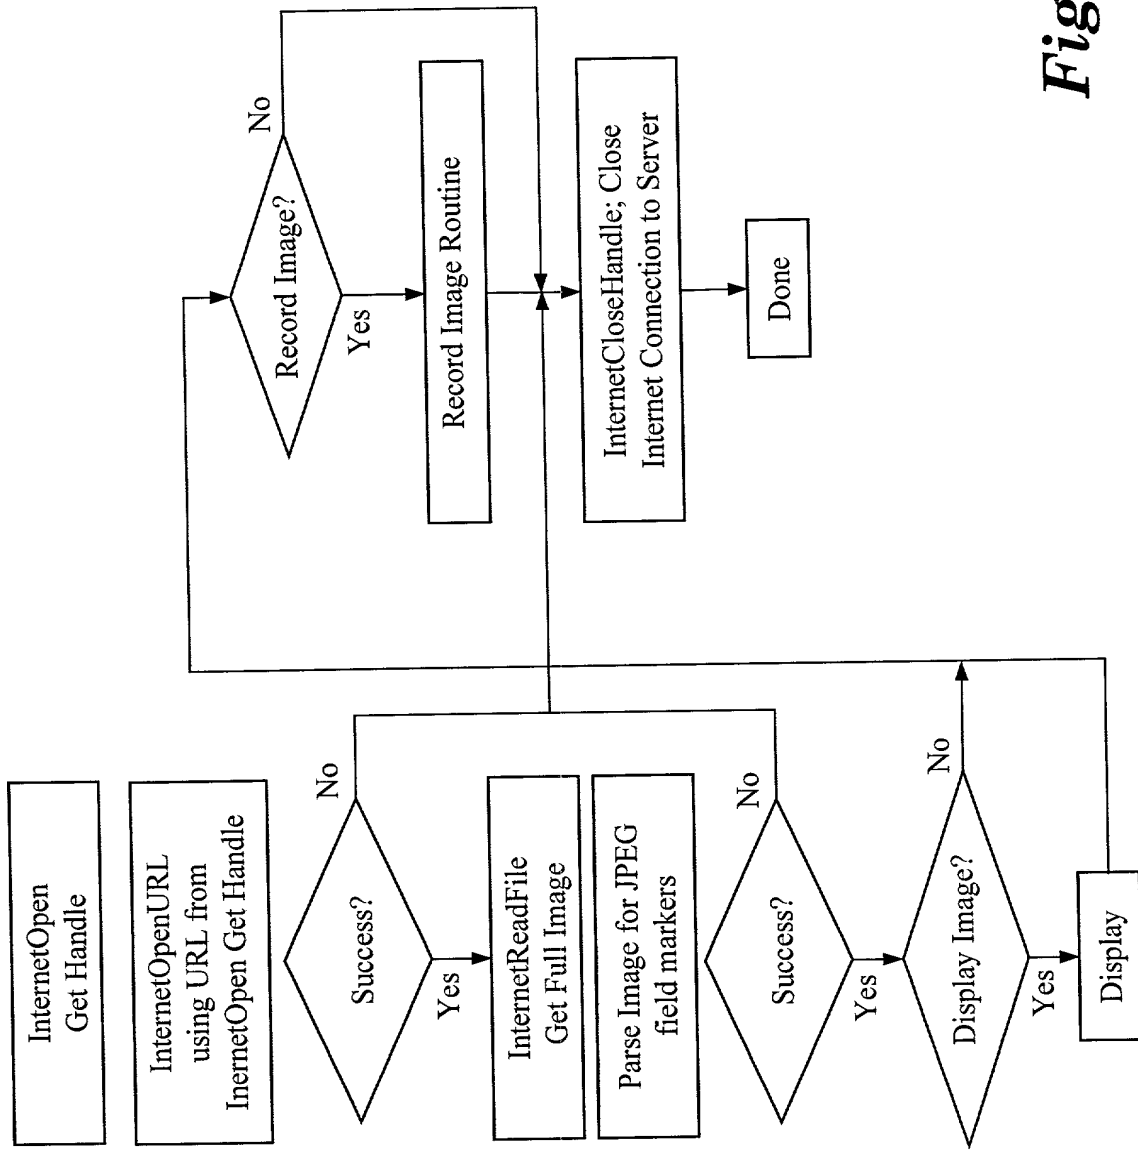 InternetOpen
Get Handle
InternetOpenURL
using URL from
InernetOpen Get Handle
Success?
No
Yes
InternetReadFile
Get Full Image
Parse Image for JPEG
field markers
Success?
No
Yes
Display Image?
No
Yes
Display
Record Image?
No
Yes
Record Image Routine
InternetCloseHandle; Close
Internet Connection to Server
Done
Fig